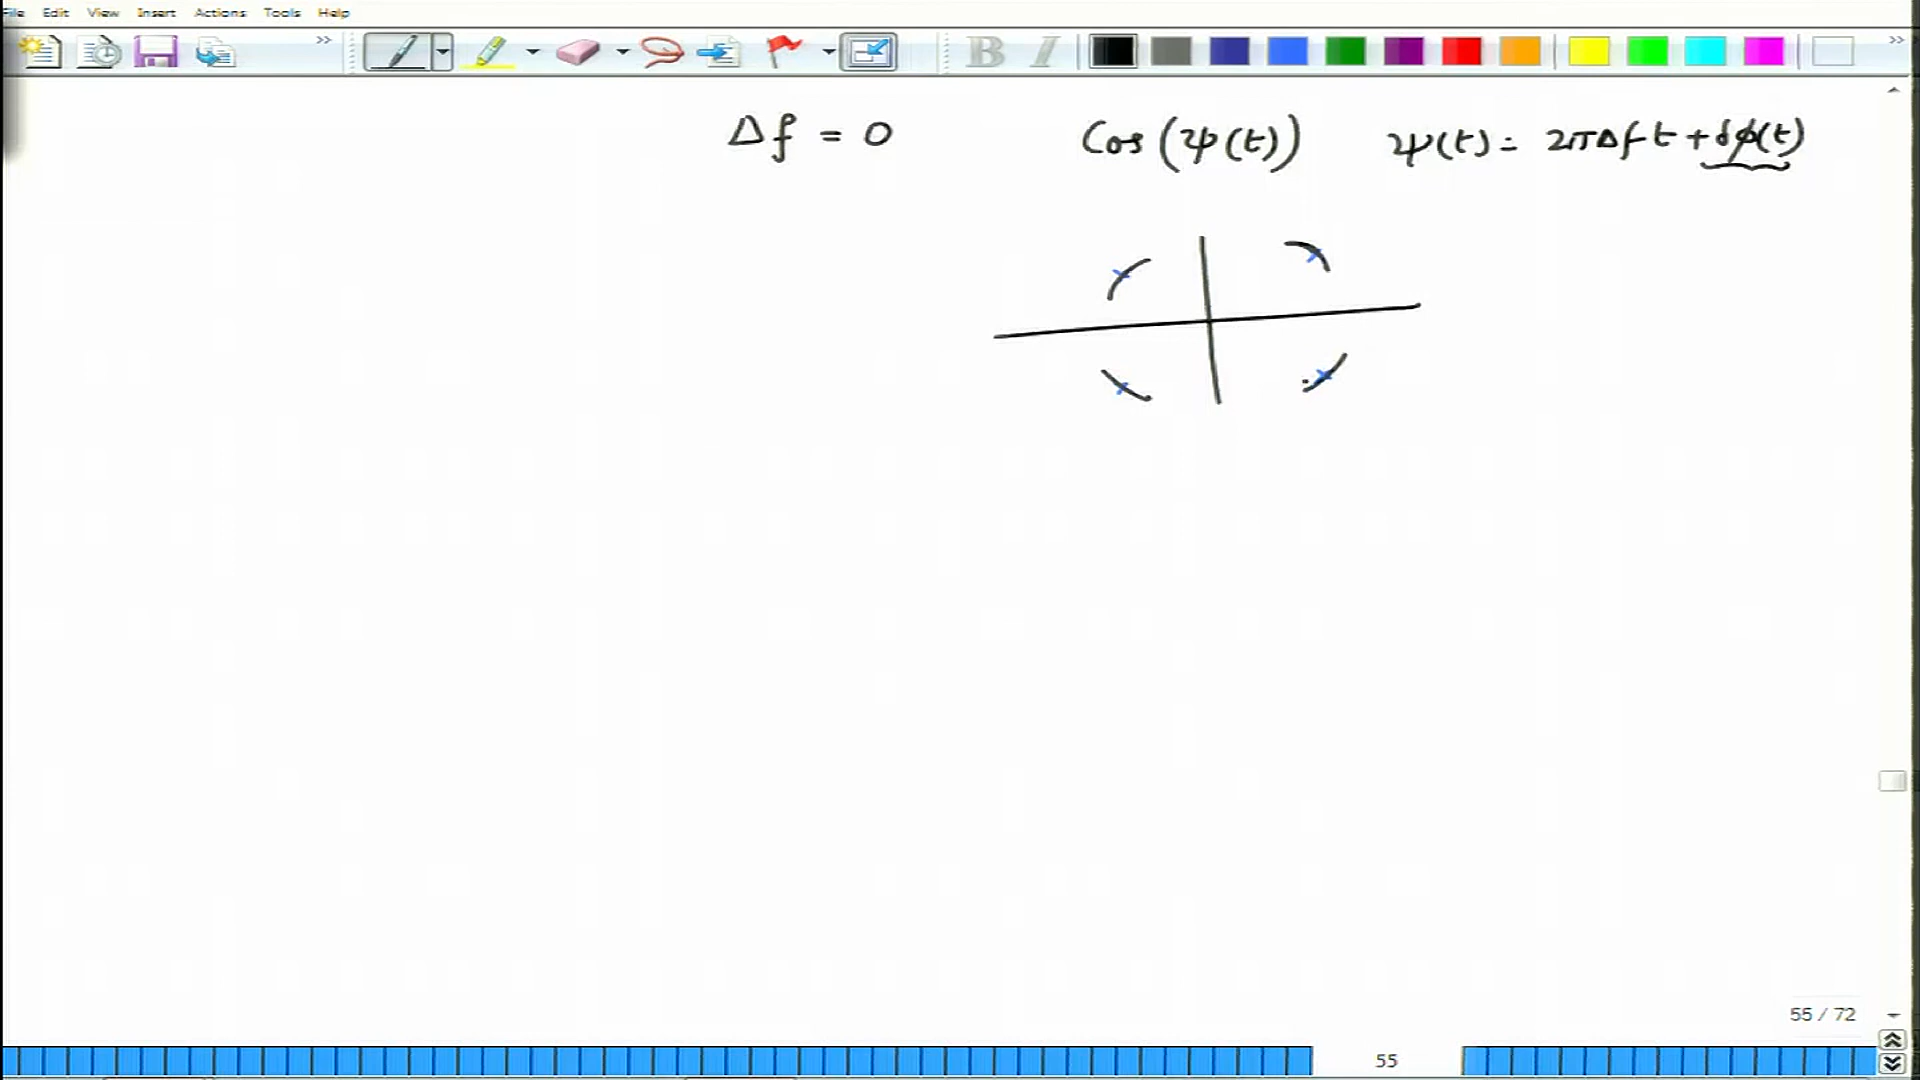 File Edit View Insert Actions Tools Help
B I
Δf = 0 Cos(ψ(t)) ψ(t) = 2πΔft + δϕ(t)
55 / 72
55